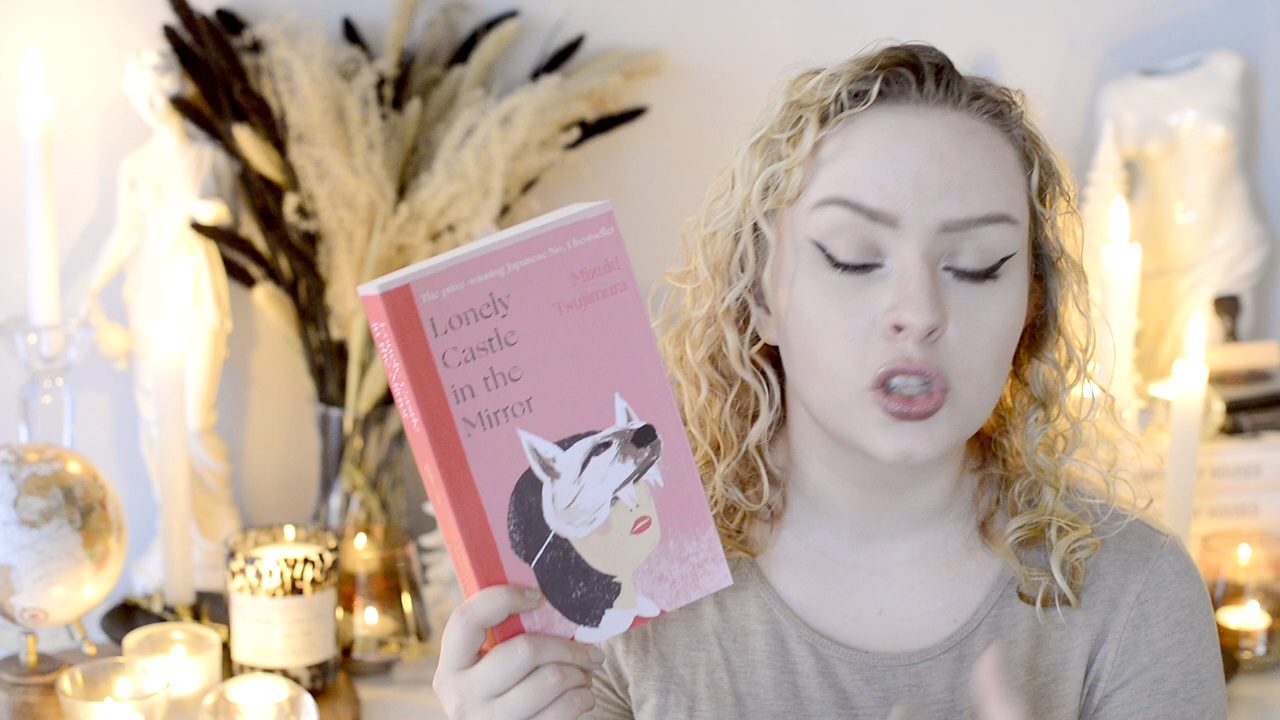 The prize-winning Japanese No. 1 bestseller
Mizuki
Tsujimura
Lonely
Castle
in the
Mirror